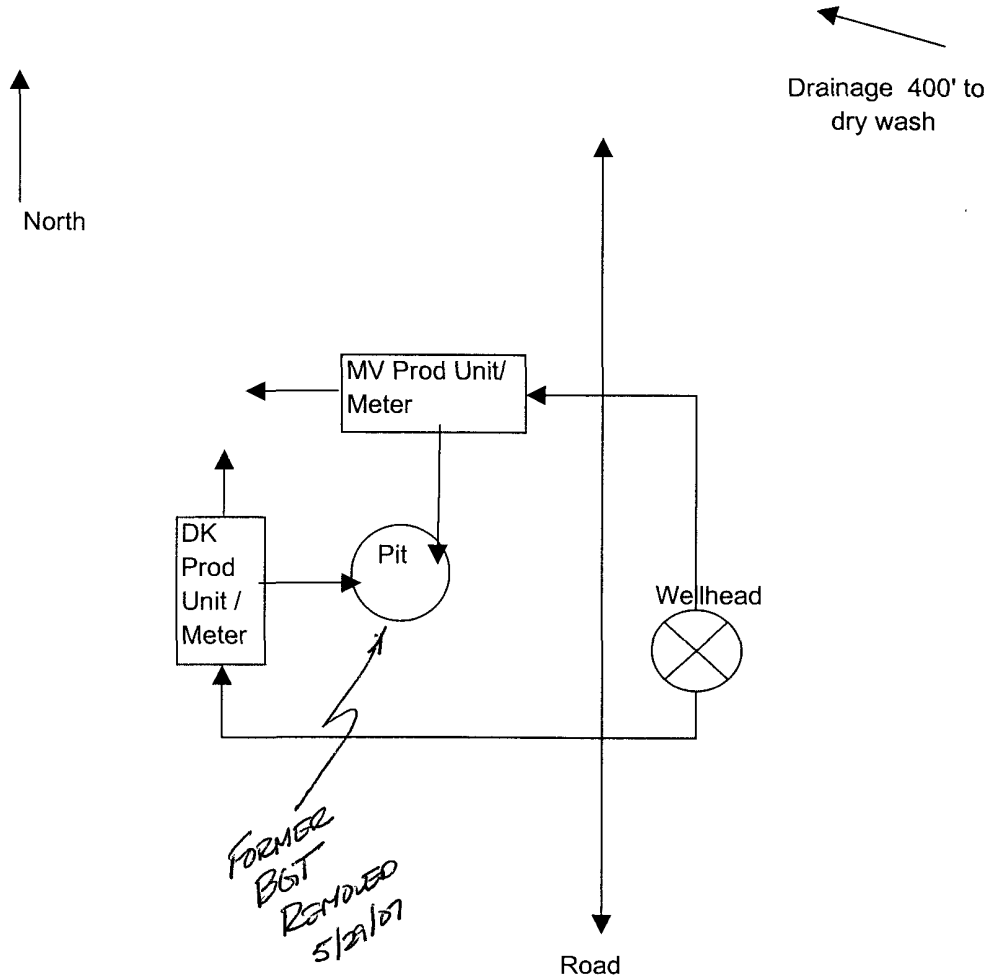 Drainage 400' to
dry wash
North
MV Prod Unit/
Meter
DK
Prod
Unit /
Meter
Pit
Wellhead
FORMER
BGT
REMOVED
5/29/07
Road